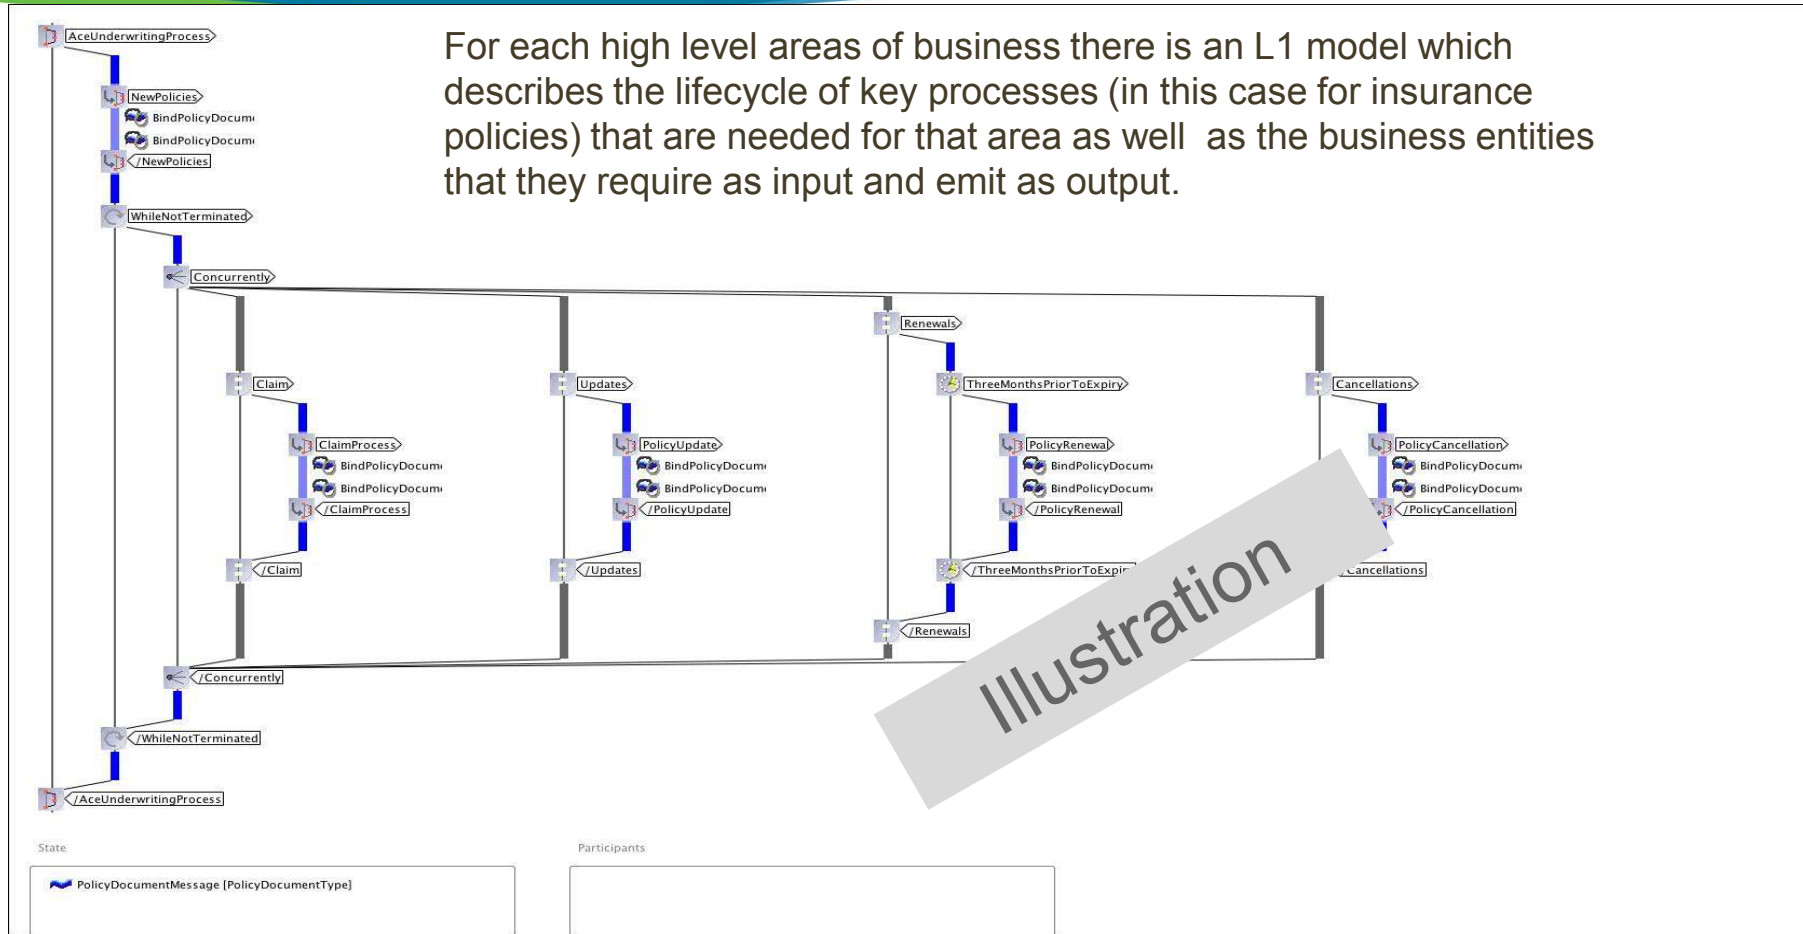 AceUnderwritingProcess
For each high level areas of business there is an L1 model which
describes the lifecycle of key processes (in this case for insurance
policies) that are needed for that area as well as the business entities
that they require as input and emit as output.
NewPolicies
BindPolicyDocum
BindPolicyDocum
/NewPolicies
WhileNotTerminated
Concurrently
Renewals
Claim
Updates
ThreeMonthsPriorToExpiry
Cancellations
ClaimProcess
PolicyUpdate
PolicyRenewal
PolicyCancellation
BindPolicyDocum
BindPolicyDocum
BindPolicyDocum
BindPolicyDocum
BindPolicyDocum
BindPolicyDocum
BindPolicyDocum
BindPolicyDocum
/ClaimProcess
/PolicyUpdate
/PolicyRenewal
/PolicyCancellation
/Claim
/Updates
/ThreeMonthsPriorToExpir
/Cancellations
Illustration
/Renewals
/Concurrently
/WhileNotTerminated
/AceUnderwritingProcess
State
Participants
PolicyDocumentMessage [PolicyDocumentType]